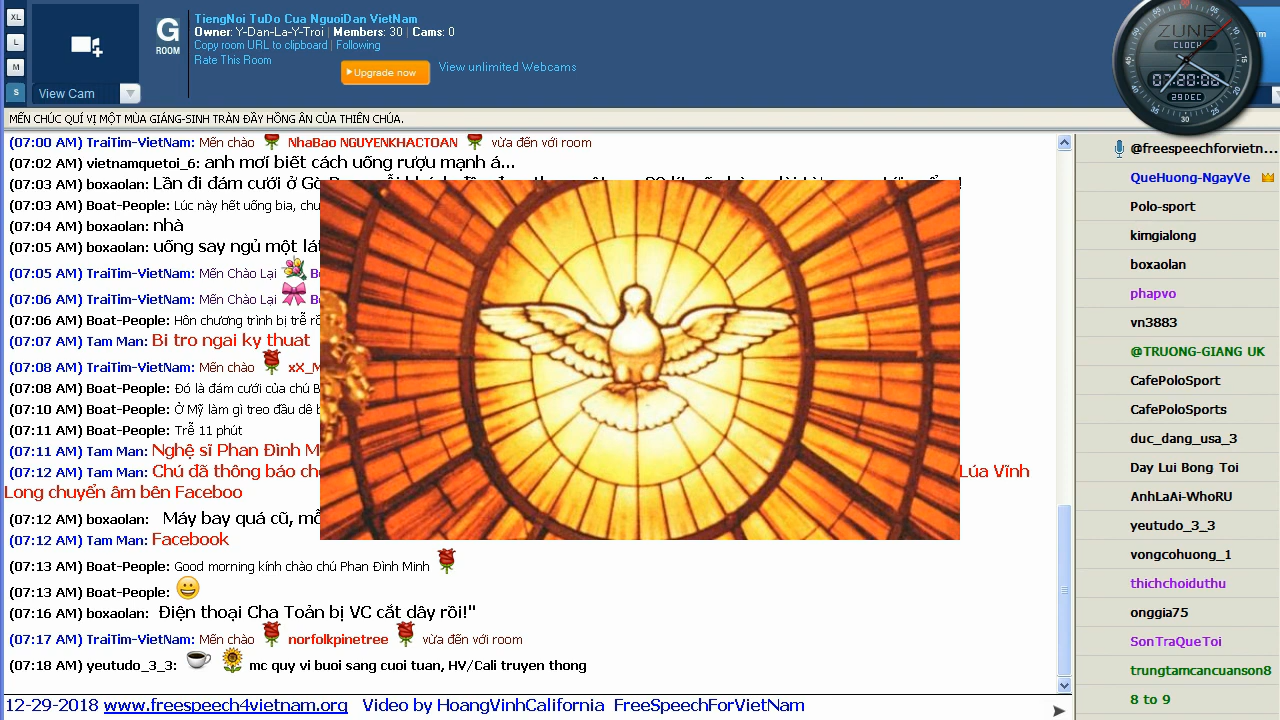 XL
L
M
S
View Cam
G
ROOM
TiengNoi TuDo Cua NguoiDan VietNam
Owner: Y-Dan-La-Y-Troi | Members: 30 | Cams: 0
Copy room URL to clipboard | Following
Rate This Room
Upgrade now
View unlimited Webcams
ZUNE
CLOCK
07:20:08
29 DEC
MẾN CHÚC QUÍ VỊ MỘT MÙA GIÁNG-SINH TRÀN ĐẦY HỒNG ÂN CỦA THIÊN CHÚA.
(07:00 AM) TraiTim-VietNam: Mến chào NhaBao NGUYENKHACTOAN vừa đến với room
(07:02 AM) vietnamquetoi_6: anh mơí biết cách uống rượu mạnh á...
(07:03 AM) boxaolan: Lần đi đám cưới ở Gò
(07:03 AM) Boat-People: Lúc này hết uống bia,
(07:04 AM) boxaolan: nhà
(07:05 AM) boxaolan: uống say ngủ một
(07:05 AM) TraiTim-VietNam: Mến Chào Lại
(07:06 AM) TraiTim-VietNam: Mến Chào Lại
(07:06 AM) Boat-People: Hôn chương trình bị trễ
(07:07 AM) Tam Man: Bi tro ngai ky thuat
(07:08 AM) TraiTim-VietNam: Mến chào
(07:08 AM) Boat-People: Đó là đám cưới của chú
(07:10 AM) Boat-People: Ở Mỹ làm gì treo đầu dê
(07:11 AM) Boat-People: Trễ 11 phút
(07:11 AM) Tam Man: Nghệ sĩ Phan Đình
(07:12 AM) Tam Man: Chú đã thông báo Lúa Vĩnh
Long chuyển âm bên Faceboo
(07:12 AM) boxaolan: Máy bay quá cũ,
(07:12 AM) Tam Man: Facebook
(07:13 AM) Boat-People: Good morning kính chào chú Phan Đình Minh
(07:13 AM) Boat-People:
(07:16 AM) boxaolan: Điện thoại Cha Toản bị VC cắt dây rồi!"
(07:17 AM) TraiTim-VietNam: Mến chào norfolkpinetree vừa đến với room
(07:18 AM) yeutudo_3_3: mc quy vi buoi sang cuoi tuan, HV/Cali truyen thong
@freespeechforvietn...
QueHuong-NgayVe
Polo-sport
kimgialong
boxaolan
phapvo
vn3883
@TRUONG-GIANG UK
CafePoloSport
CafePoloSports
duc_dang_usa_3
Day Lui Bong Toi
AnhLaAi-WhoRU
yeutudo_3_3
vongcohuong_1
thichchoiduthu
onggia75
SonTraQueToi
trungtamcancuanson8
8 to 9
12-29-2018 www.freespeech4vietnam.org Video by HoangVinhCalifornia FreeSpeechForVietNam